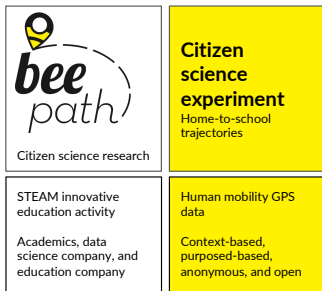 bee
path
Citizen science research
Citizen
science
experiment
Home-to-school
trajectories
STEAM innovative
education activity
Academics, data
science company, and
education company
Human mobility GPS
data
Context-based,
purposed-based,
anonymous, and open